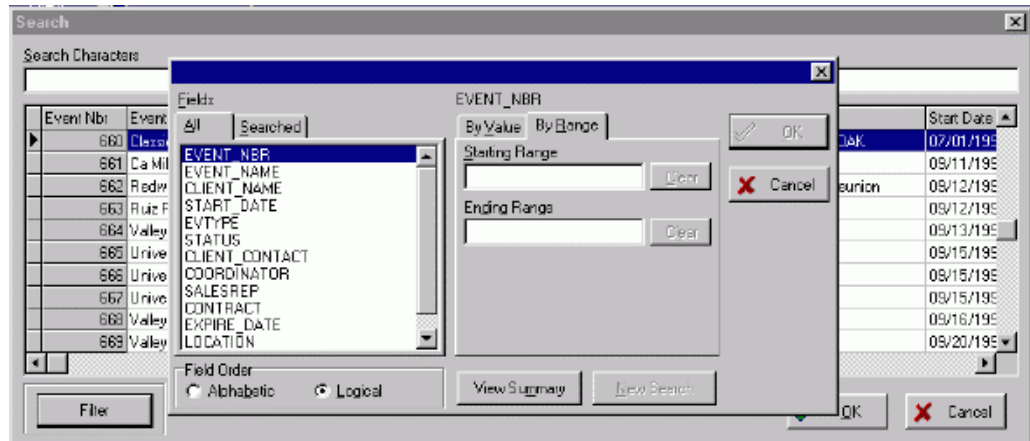 Search
Search Characters
Fields
EVENT_NBR
All Searched
By Value By Range
OK
Cancel
EVENT_NBR
EVENT_NAME
CLIENT_NAME
START_DATE
EVTYPE
STATUS
CLIENT_CONTACT
COORDINATOR
SALESREP
CONTRACT
EXPIRE_DATE
LOCATION
Starting Range
Clear
Ending Range
Clear
Field Order
Alphabetic Logical
View Summary New Search
Event Nbr Event Start Date
660 Classi OAK 07/01/199
661 Ca Mil 09/11/199
662 Redw eunion 09/12/199
663 Ruiz F 09/12/199
664 Valley 09/13/199
665 Unive 09/15/199
666 Unive 09/15/199
667 Unive 09/15/199
668 Valley 09/16/199
669 Valley 09/20/199
Filter OK Cancel